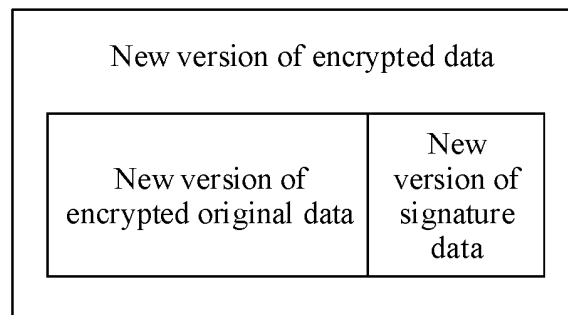 New version of encrypted data
New version of
encrypted original data
New
version of
signature
data